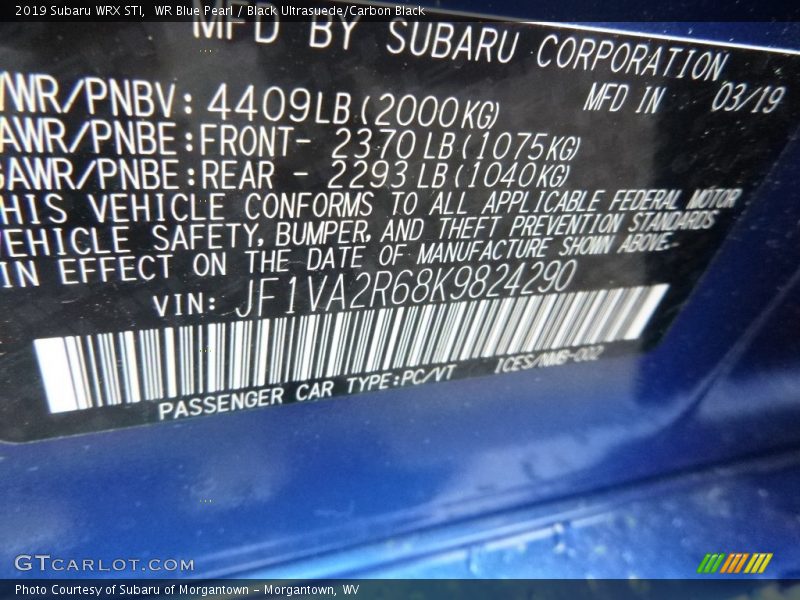 2019 Subaru WRX STI,  WR Blue Pearl / Black Ultrasuede/Carbon Black
MFD BY SUBARU CORPORATION
VWR/PNBV: 4409LB(2000KG) MFD IN 03/19
AWR/PNBE:FRONT- 2370 LB(1075KG)
GAWR/PNBE:REAR - 2293 LB(1040KG)
HIS VEHICLE CONFORMS TO ALL APPLICABLE FEDERAL MOTOR
VEHICLE SAFETY, BUMPER, AND THEFT PREVENTION STANDARDS
IN EFFECT ON THE DATE OF MANUFACTURE SHOWN ABOVE.
VIN: JF1VA2R68K9824290
PASSENGER CAR TYPE:PC/VT ICES/NMB-002
GTCARLOT.COM
Photo Courtesy of Subaru of Morgantown - Morgantown, WV